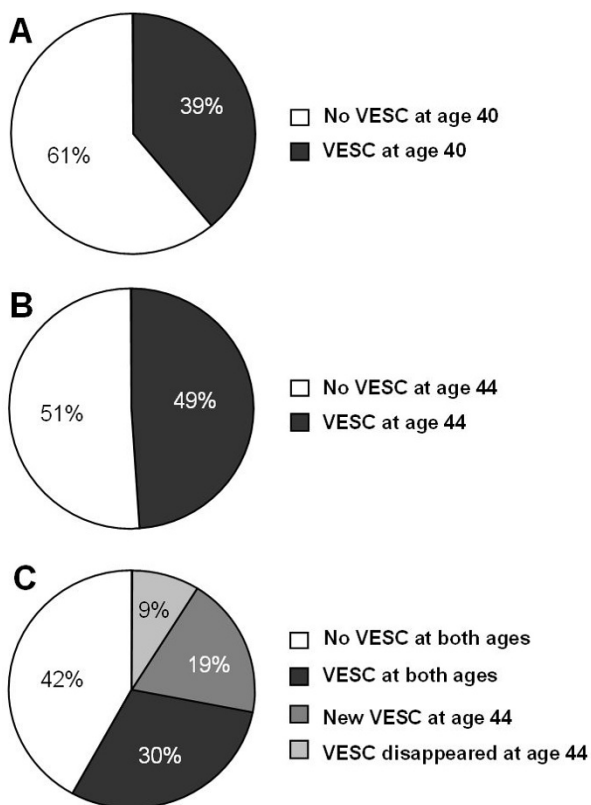 A
39%
61%
No VESC at age 40
VESC at age 40
B
51%
49%
No VESC at age 44
VESC at age 44
C
9%
42%
19%
30%
No VESC at both ages
VESC at both ages
New VESC at age 44
VESC disappeared at age 44